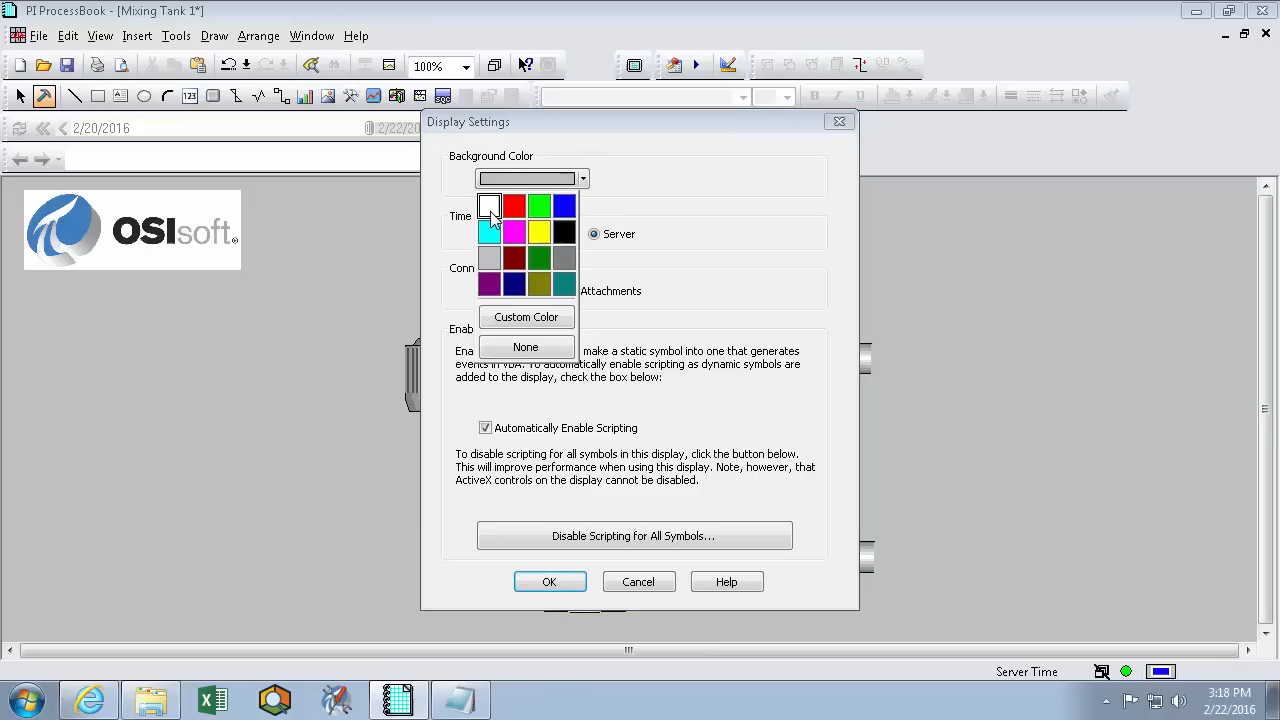 PI ProcessBook - [Mixing Tank 1*]
File Edit View Insert Tools Draw Arrange Window Help
100%
123
SQC
B I U
2/20/2016
2/22/20
Display Settings
Background Color
OSIsoft®
Time
Server
Conn
Attachments
Custom Color
Enab
None
Ena make a static symbol into one that generates
events in VBA. To automatically enable scripting as dynamic symbols are
added to the display, check the box below:
Automatically Enable Scripting
To disable scripting for all symbols in this display, click the button below.
This will improve performance when using this display. Note, however, that
ActiveX controls on the display cannot be disabled.
Disable Scripting for All Symbols...
OK Cancel Help
Server Time
3:18 PM
2/22/2016